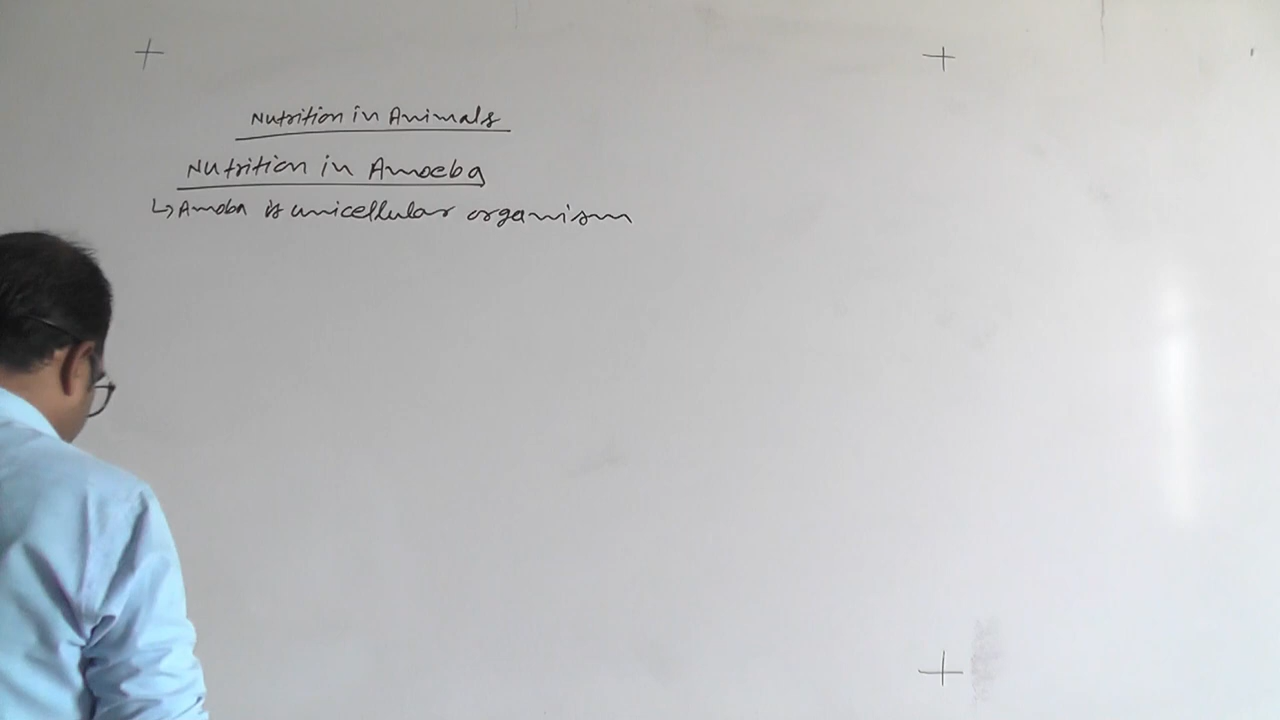 Nutrition in Animals
Nutrition in Amoeba
↳ Amoba is unicellular organism